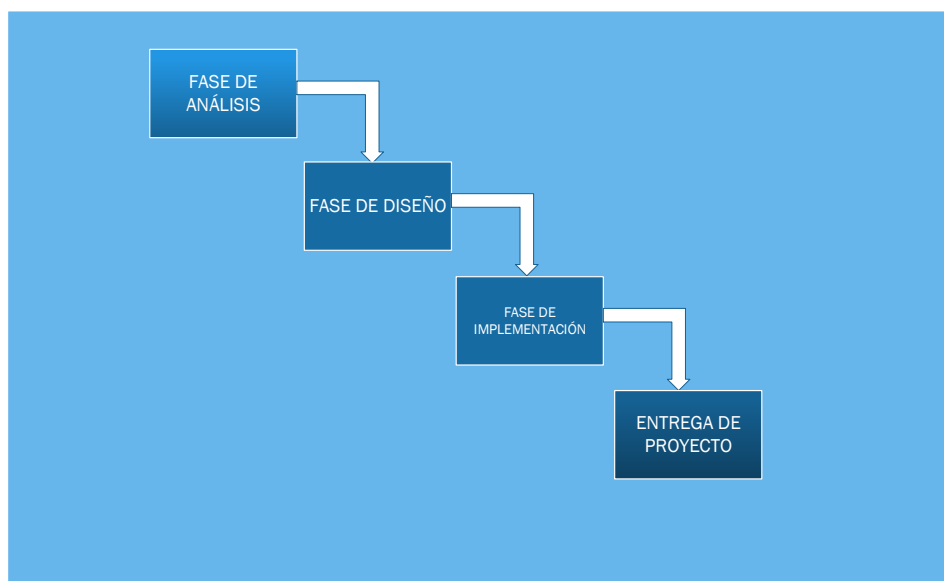 FASE DE
ANÁLISIS
FASE DE DISEÑO
FASE DE
IMPLEMENTACIÓN
ENTREGA DE
PROYECTO